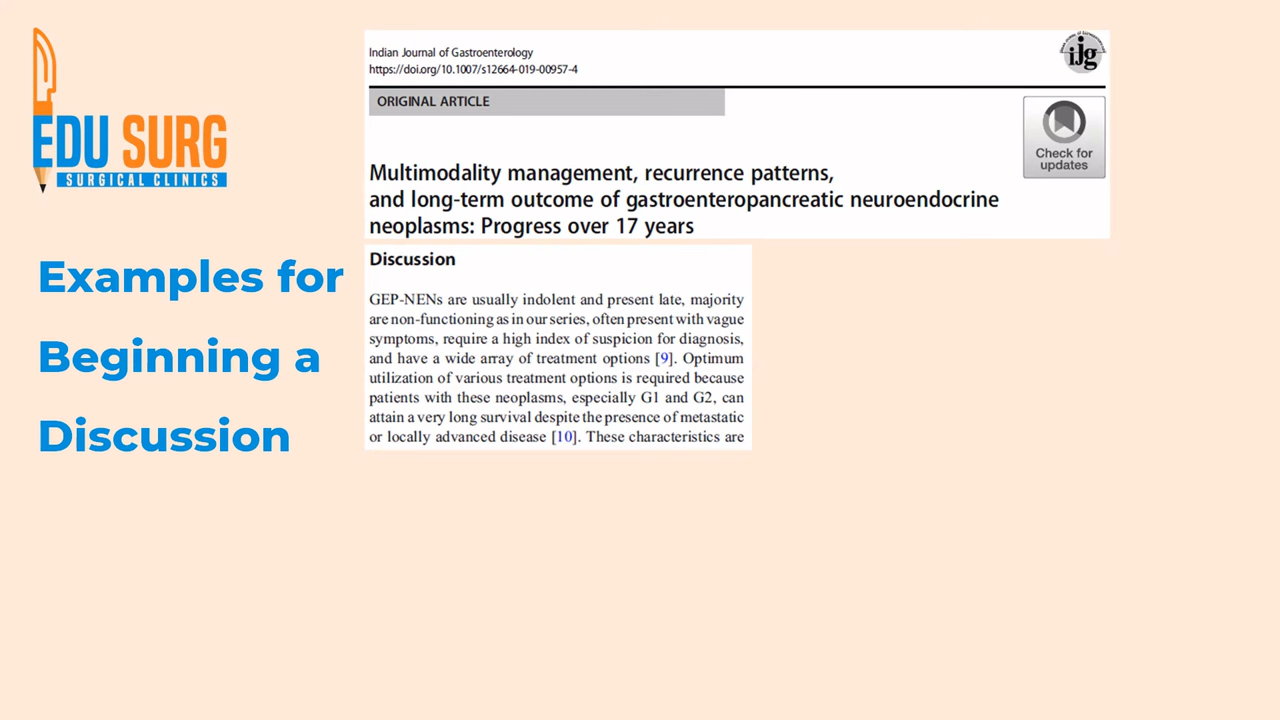 EDU SURG
SURGICAL CLINICS
Examples for
Beginning a
Discussion
Indian Journal of Gastroenterology
https://doi.org/10.1007/s12664-019-00957-4
ijg
ORIGINAL ARTICLE
Check for
updates
Multimodality management, recurrence patterns,
and long-term outcome of gastroenteropancreatic neuroendocrine
neoplasms: Progress over 17 years
Discussion
GEP-NENs are usually indolent and present late, majority
are non-functioning as in our series, often present with vague
symptoms, require a high index of suspicion for diagnosis,
and have a wide array of treatment options [9]. Optimum
utilization of various treatment options is required because
patients with these neoplasms, especially G1 and G2, can
attain a very long survival despite the presence of metastatic
or locally advanced disease [10]. These characteristics are